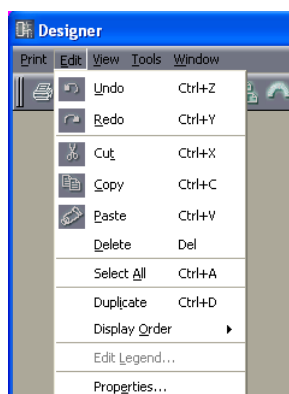 Designer
Print Edit View Tools Window
Undo Ctrl+Z
Redo Ctrl+Y
Cut Ctrl+X
Copy Ctrl+C
Paste Ctrl+V
Delete Del
Select All Ctrl+A
Duplicate Ctrl+D
Display Order
Edit Legend...
Properties...